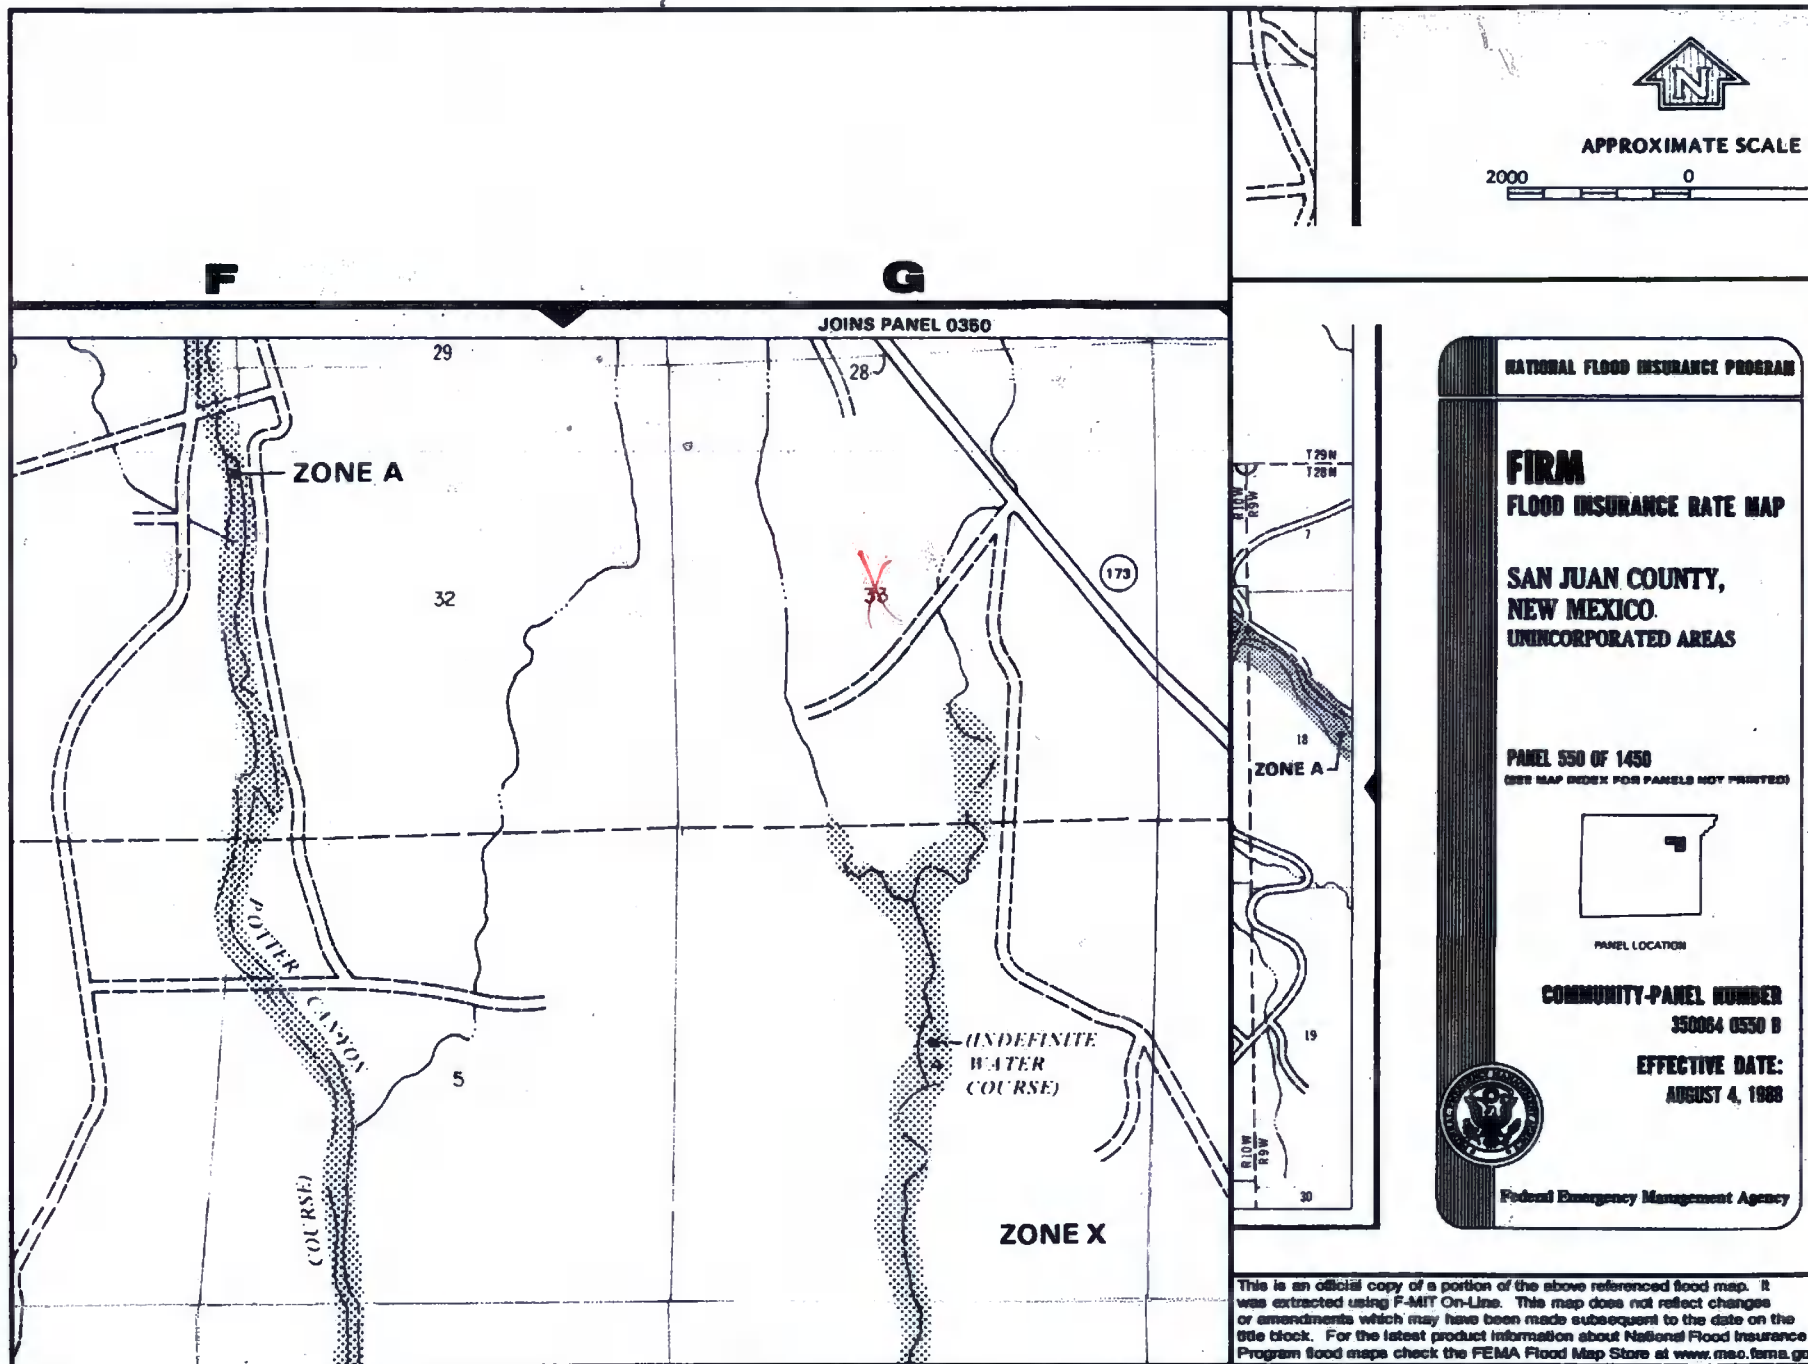 F
G
JOINS PANEL 0350
29
28
ZONE A
32
33
173
POTTER
CANYON
5
(INDEFINITE
WATER
COURSE)
COURSE)
ZONE X
N
APPROXIMATE SCALE
2000 0
T29N
T28N
R10W
R9W
7
18
ZONE A
19
R10W
R9W
30
NATIONAL FLOOD INSURANCE PROGRAM
FIRM
FLOOD INSURANCE RATE MAP
SAN JUAN COUNTY,
NEW MEXICO
UNINCORPORATED AREAS
PANEL 550 OF 1450
(SEE MAP INDEX FOR PANELS NOT PRINTED)
PANEL LOCATION
COMMUNITY-PANEL NUMBER
350064 0550 B
EFFECTIVE DATE:
AUGUST 4, 1988
Federal Emergency Management Agency
This is an official copy of a portion of the above referenced flood map. It
was extracted using F-MIT On-Line. This map does not reflect changes
or amendments which may have been made subsequent to the date on the
title block. For the latest product information about National Flood Insurance
Program flood maps check the FEMA Flood Map Store at www.msc.fema.go